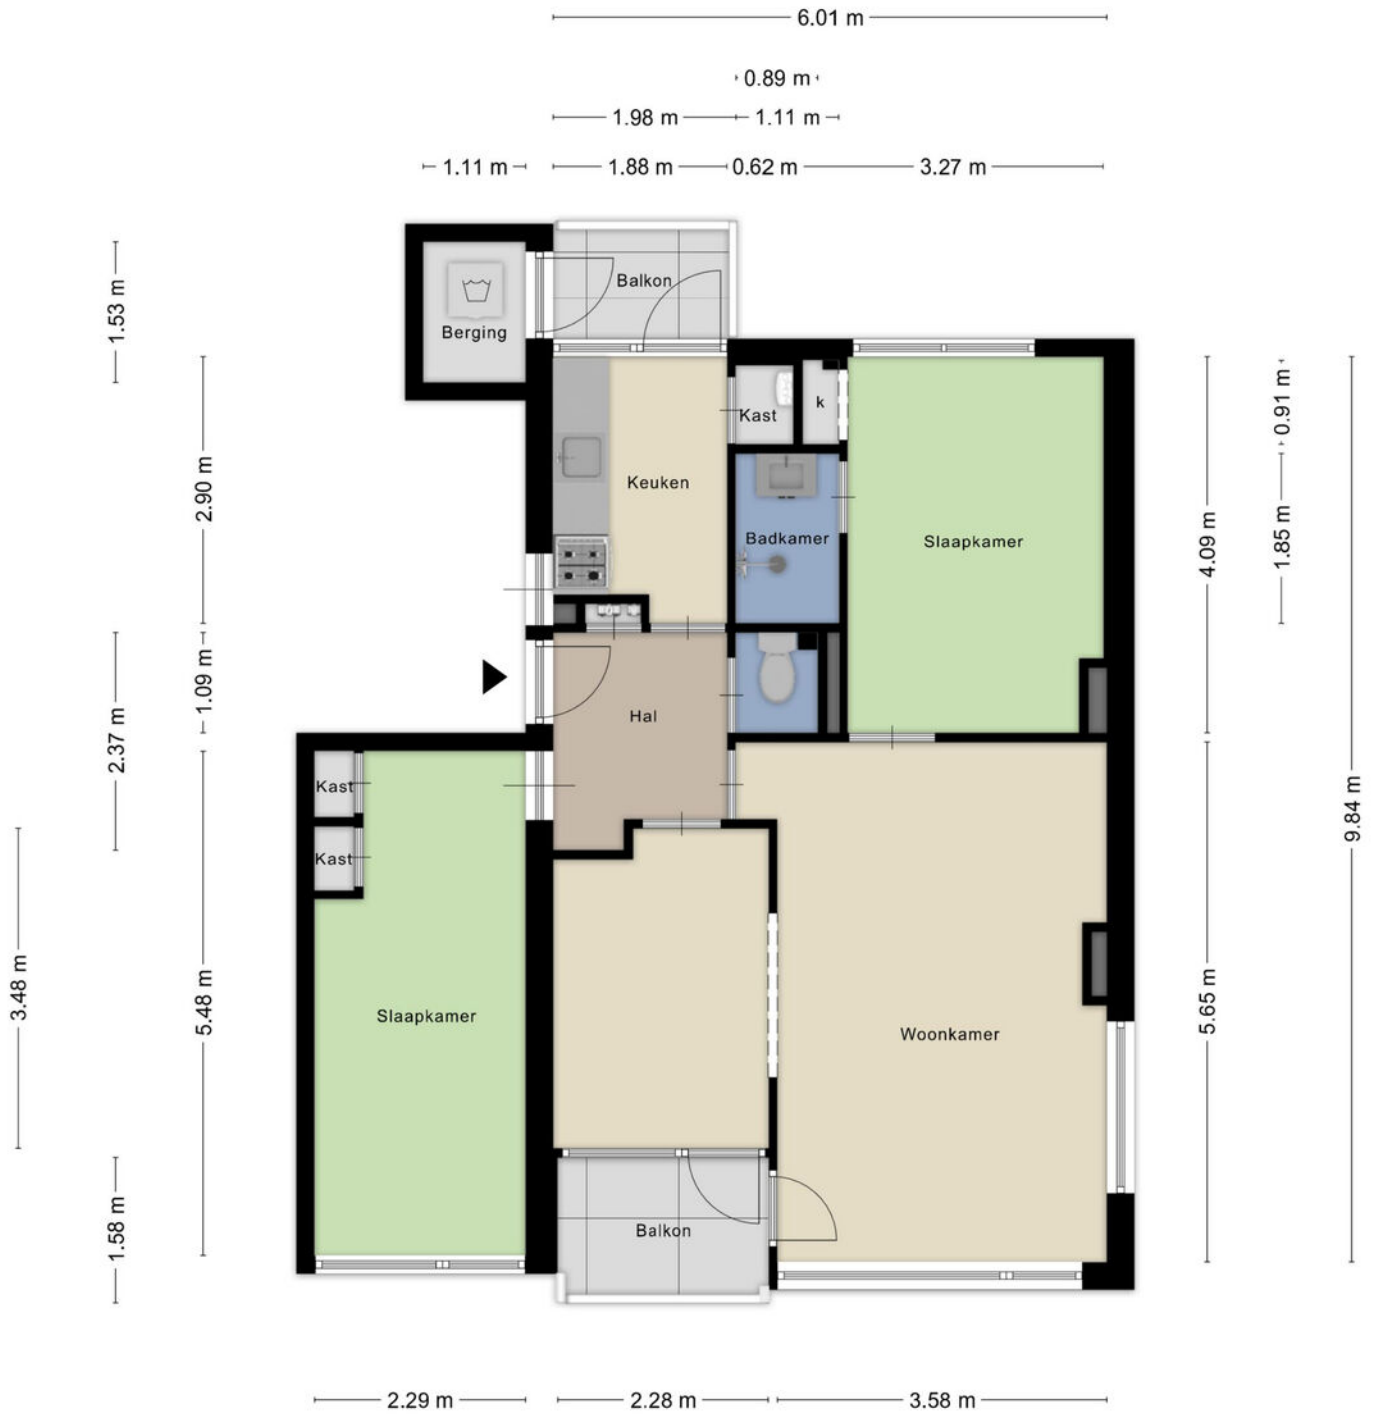 6.01 m
0.89 m
1.98 m 1.11 m
1.11 m 1.88 m 0.62 m 3.27 m
Balkon
1.53 m
Berging
0.91 m
k
Kast
2.90 m
Keuken
1.85 m
Badkamer
Slaapkamer
4.09 m
1.09 m
Hal
2.37 m
Kast
9.84 m
Kast
3.48 m
5.48 m
Slaapkamer
5.65 m
Woonkamer
1.58 m
Balkon
2.29 m 2.28 m 3.58 m